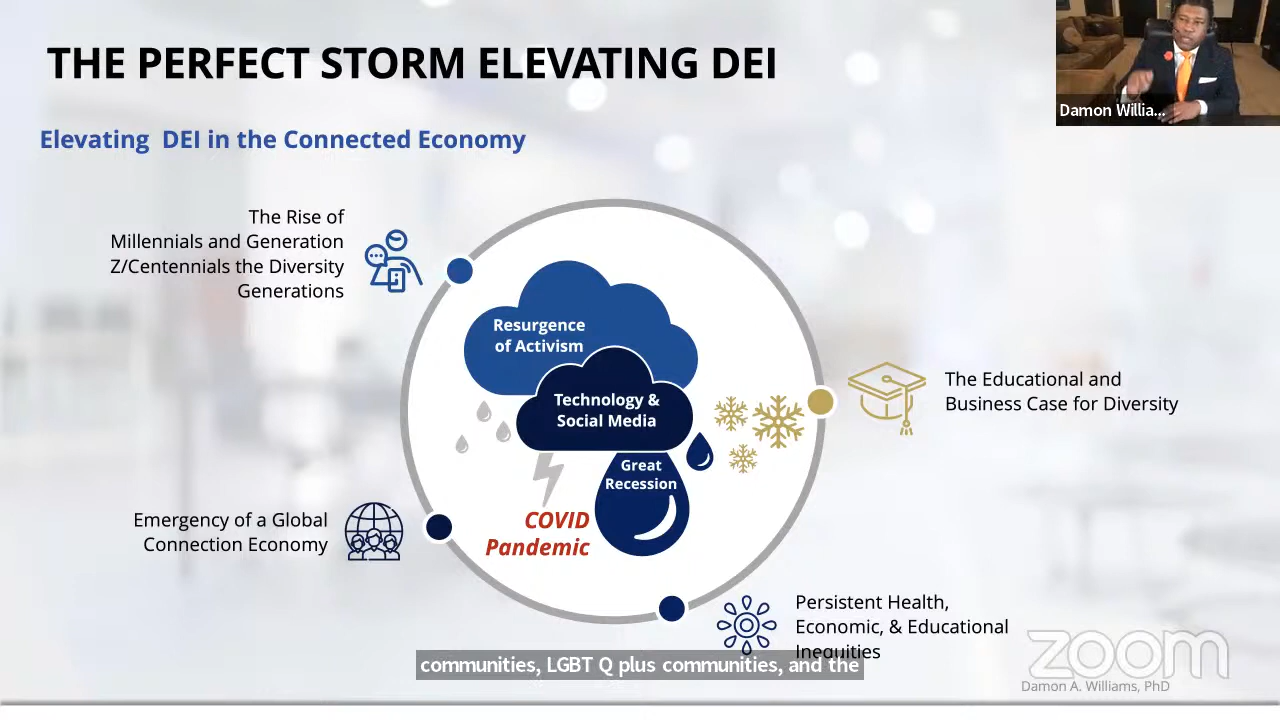 THE PERFECT STORM ELEVATING DEI
Damon Willia...
Elevating  DEI in the Connected Economy
The Rise of
Millennials and Generation
Z/Centennials the Diversity
Generations
Resurgence
of Activism
Technology &
Social Media
Great
Recession
COVID
Pandemic
The Educational and
Business Case for Diversity
Emergency of a Global
Connection Economy
Persistent Health,
Economic, & Educational
Inequities
communities, LGBT Q plus communities, and the
zoom
Damon A. Williams, PhD